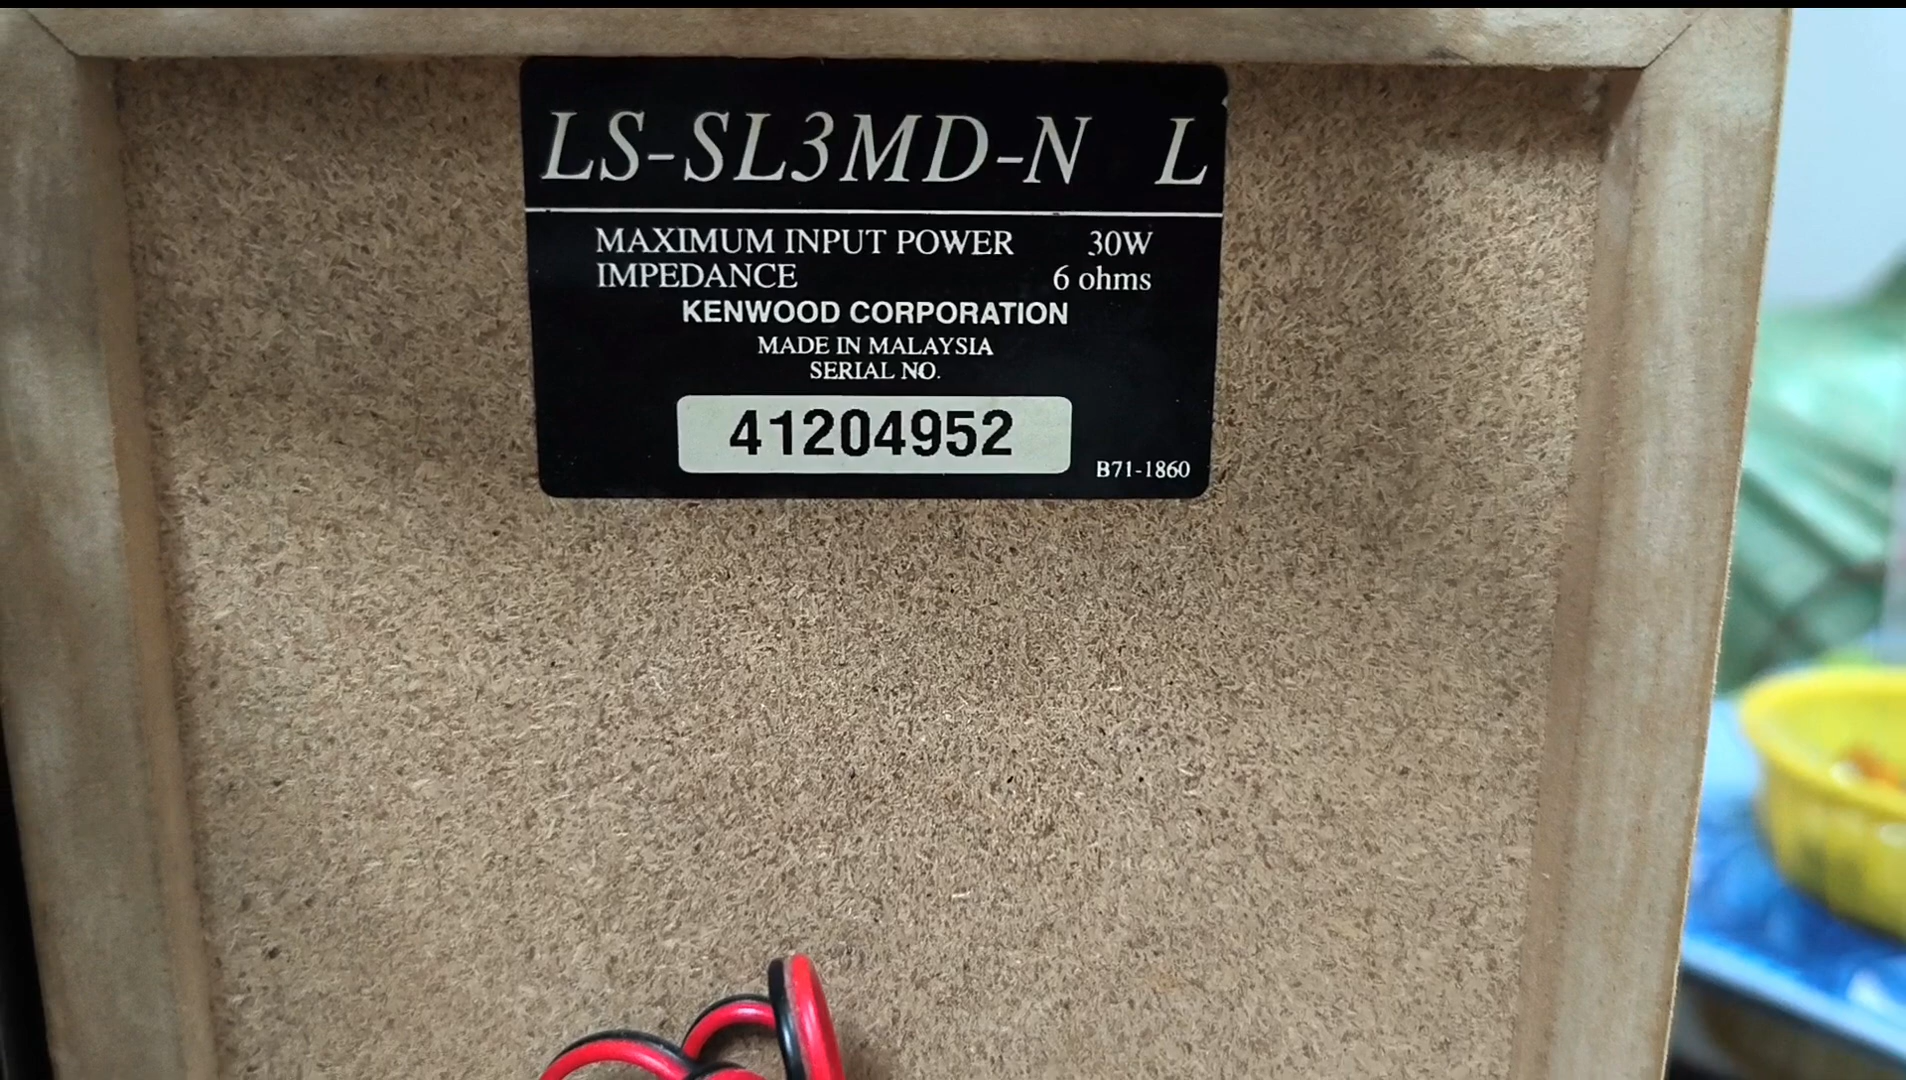 LS-SL3MD-N L
MAXIMUM INPUT POWER 30W
IMPEDANCE 6 ohms
KENWOOD CORPORATION
MADE IN MALAYSIA
SERIAL NO.
41204952
B71-1860